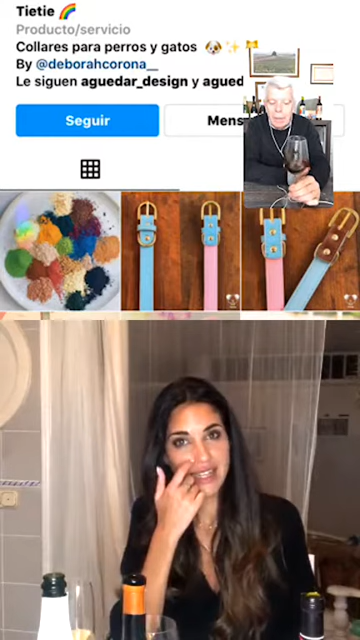 Tietie 🌈
Producto/servicio
Collares para perros y gatos 🐶✨🎀
By @deborahcorona__
Le siguen aguedar_design y agued
Seguir
Mens